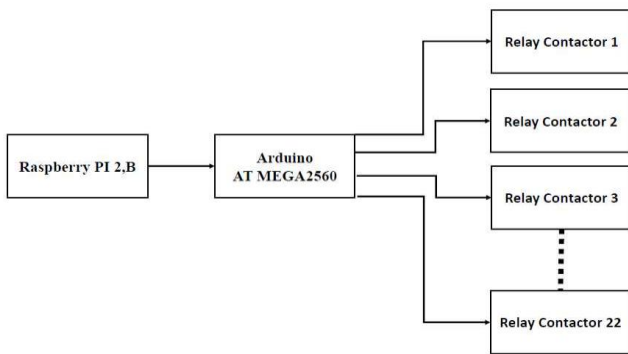 Relay Contactor 1
Relay Contactor 2
Raspberry PI 2,B
Arduino
AT MEGA2560
Relay Contactor 3
Relay Contactor 22